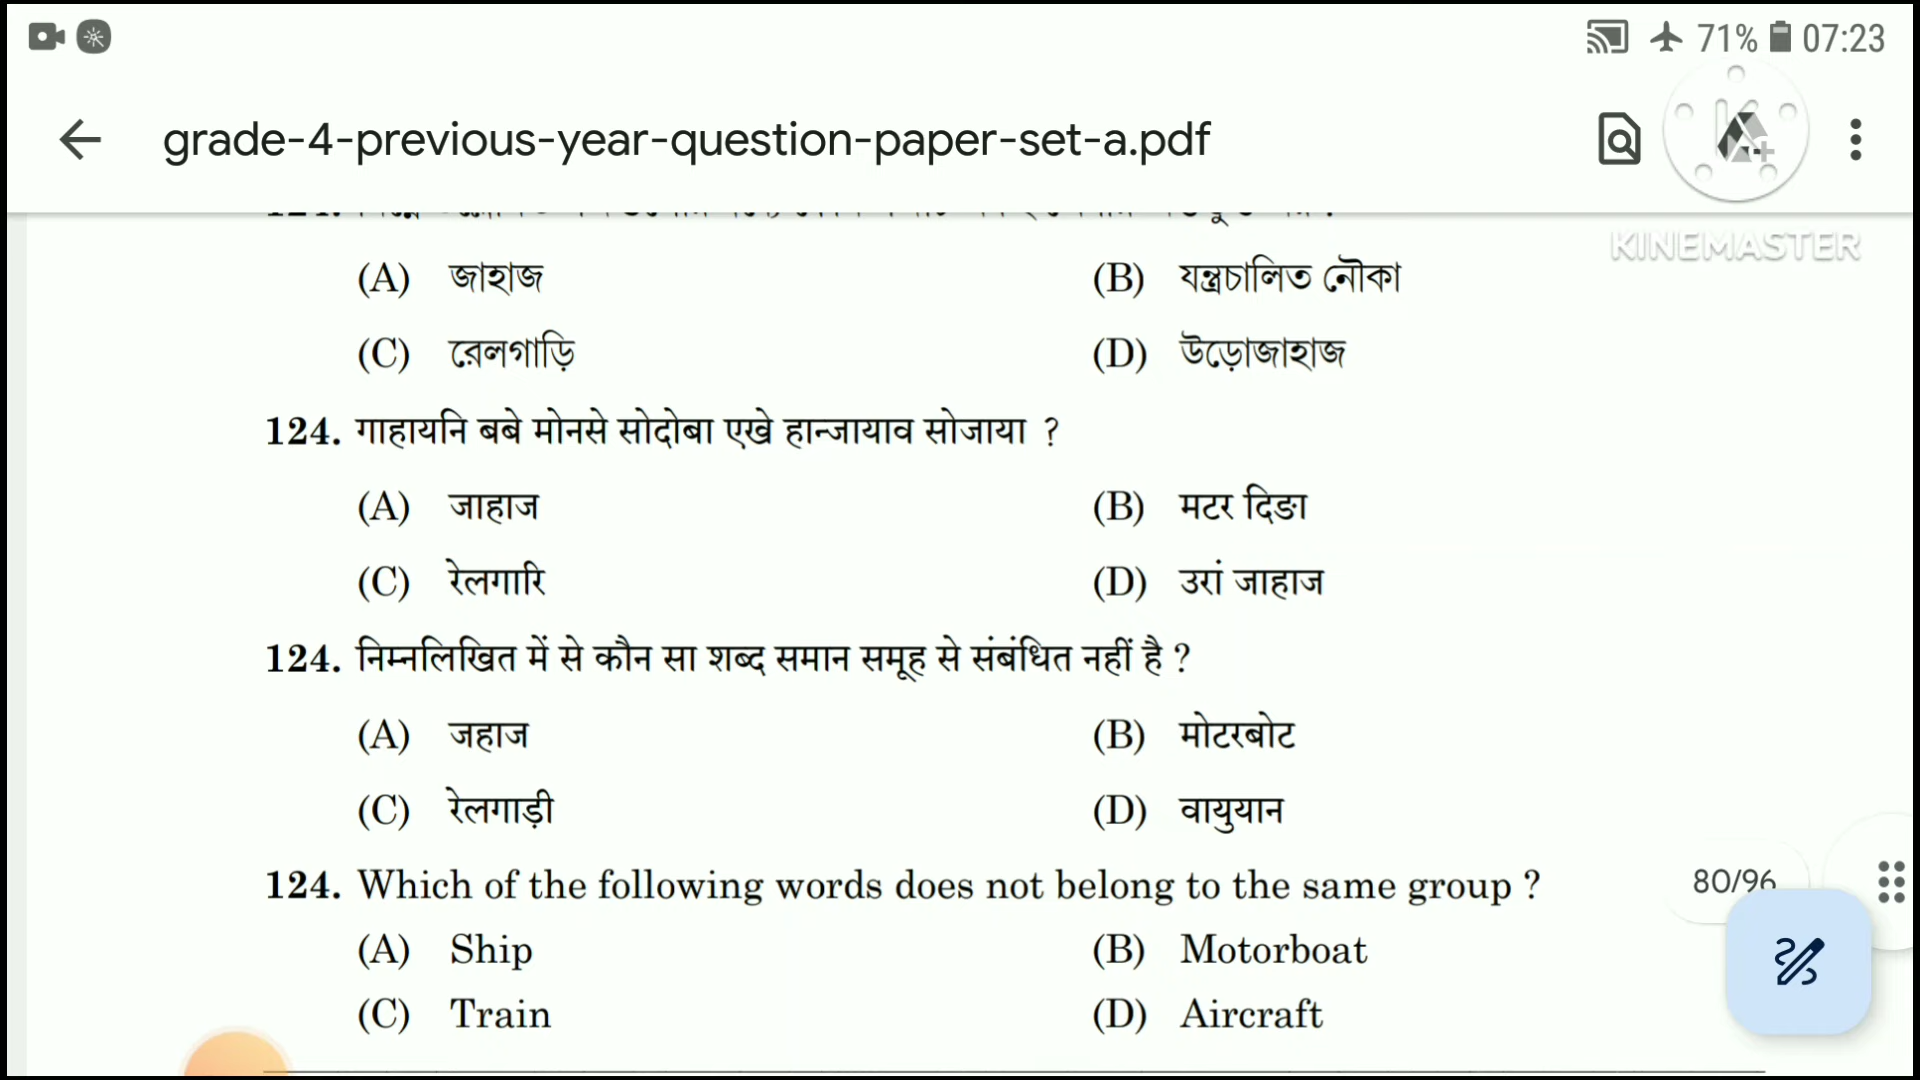 71% 07:23
grade-4-previous-year-question-paper-set-a.pdf
KINEMASTER
(A) জাহাজ (B) যন্ত্রচালিত নৌকা
(C) রেলগাড়ি (D) উড়োজাহাজ
124. गाहायनि बबे मोनसे सोदोबा एखे हान्जायाव सोजाया ?
(A) जाहाज (B) मटर दिङा
(C) रेलगारि (D) उरां जाहाज
124. निम्नलिखित में से कौन सा शब्द समान समूह से संबंधित नहीं है ?
(A) जहाज (B) मोटरबोट
(C) रेलगाड़ी (D) वायुयान
124. Which of the following words does not belong to the same group ?
80/96
(A) Ship (B) Motorboat
(C) Train (D) Aircraft